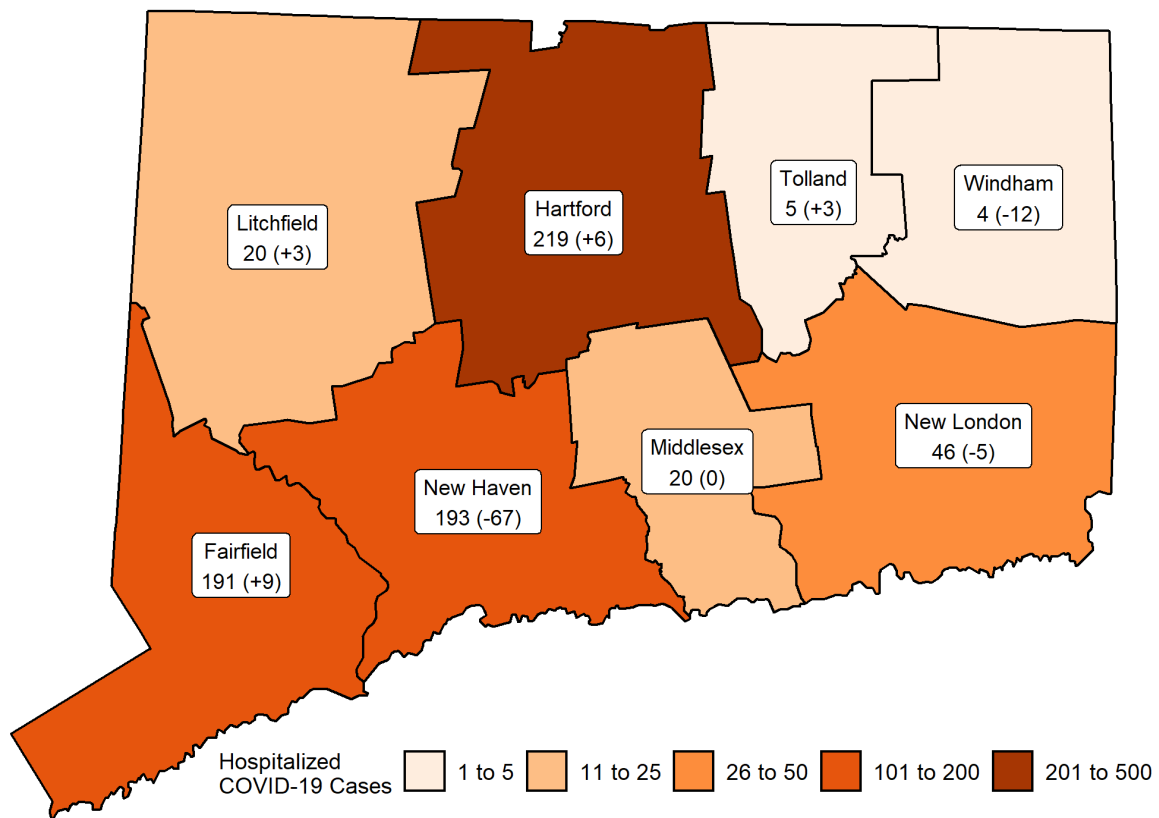 Litchfield
20 (+3)
Hartford
219 (+6)
Tolland
5 (+3)
Windham
4 (-12)
Fairfield
191 (+9)
New Haven
193 (-67)
Middlesex
20 (0)
New London
46 (-5)
Hospitalized
COVID-19 Cases
1 to 5
11 to 25
26 to 50
101 to 200
201 to 500